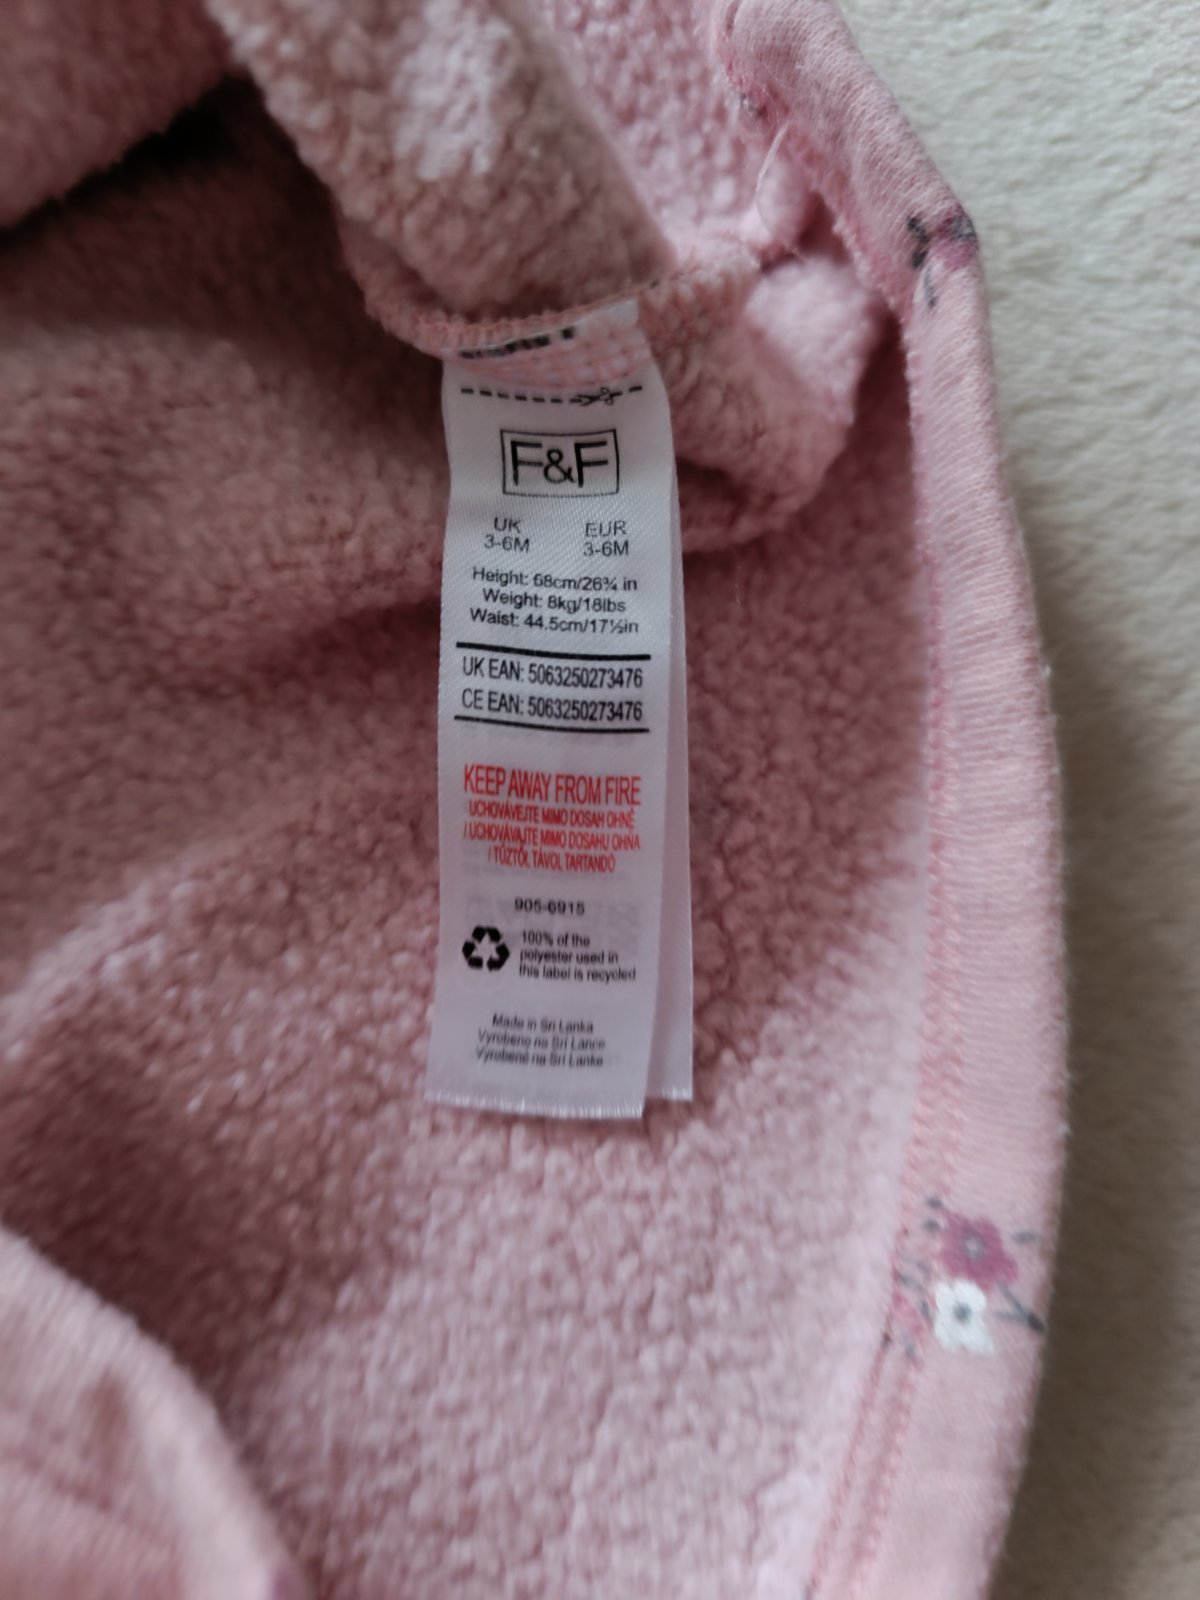 F&F
UK EUR
3-6M 3-6M
Height: 68cm/26¾ in
Weight: 8kg/18lbs
Waist: 44.5cm/17½in
UK EAN: 5063250273476
CE EAN: 5063250273476
KEEP AWAY FROM FIRE
UCHOVÁVEJTE MIMO DOSAH OHNĚ
/ UCHOVÁVAJTE MIMO DOSAHU OHŇA
/ TŰZTŐL TÁVOL TARTANDÓ
905-6915
100% of the
polyester used in
this label is recycled
Made in Sri Lanka
Vyrobeno na Srí Lance
Vyrobené na Srí Lanke